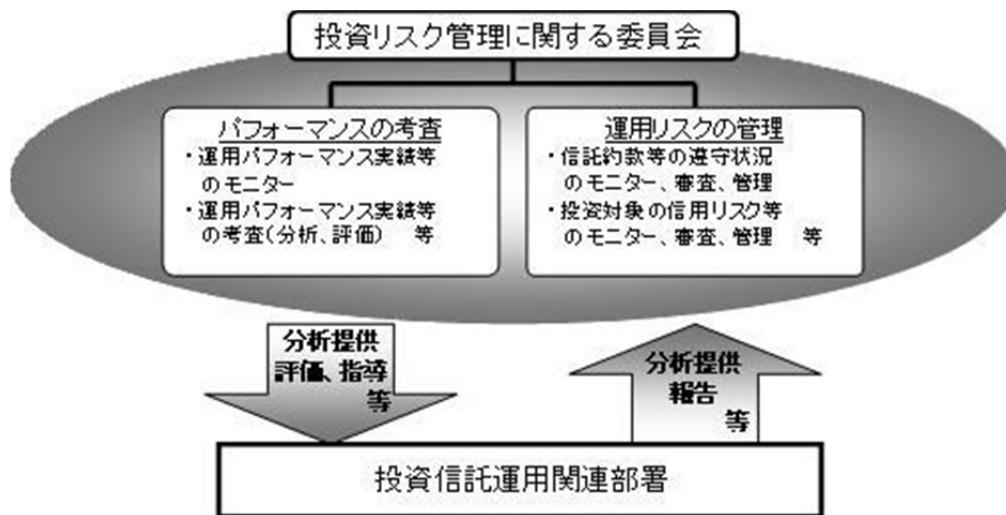 投資リスク管理に関する委員会
パフォーマンスの考査
・運用パフォーマンス実績等
のモニター
・運用パフォーマンス実績等
の考査(分析、評価) 等
運用リスクの管理
・信託約款等の遵守状況
のモニター、審査、管理
・投資対象の信用リスク等
のモニター、審査、管理 等
分析提供
評価、指導
等
分析提供
報告
等
投資信託運用関連部署